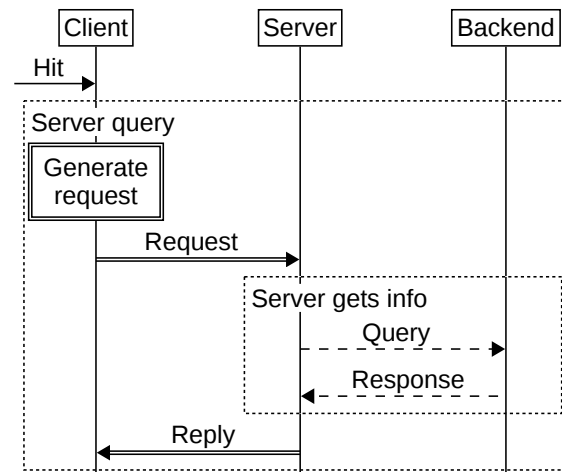 Client
Server
Backend
Hit
Server query
Generate
request
Request
Server gets info
Query
Response
Reply